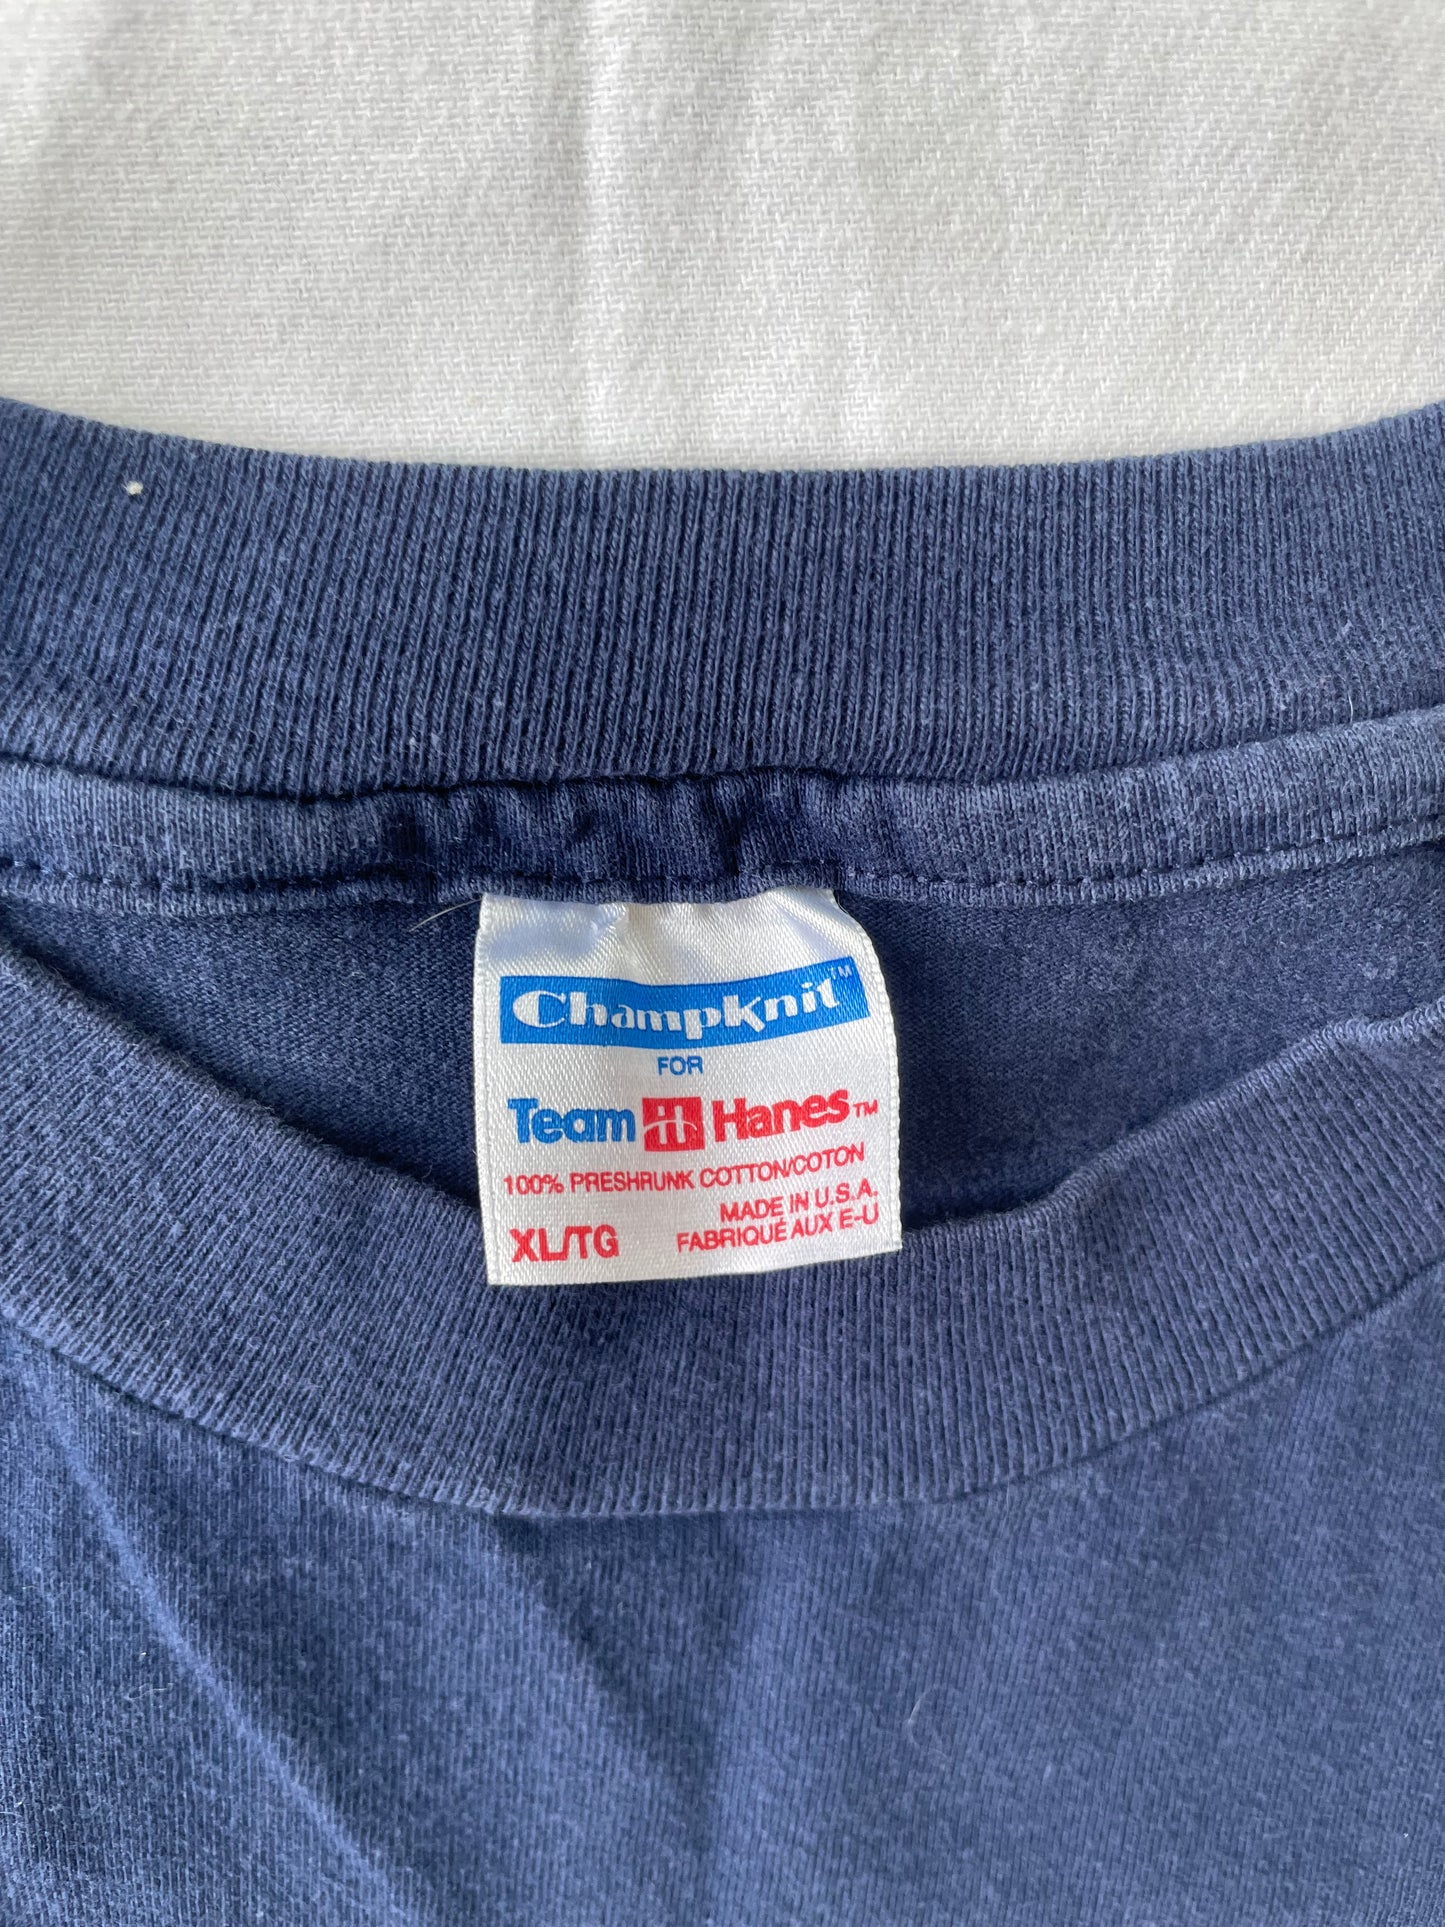 ChampKnit™
FOR
Team Hanes™
100% PRESHRUNK COTTON/COTON
XL/TG
MADE IN U.S.A.
FABRIQUÉ AUX E-U